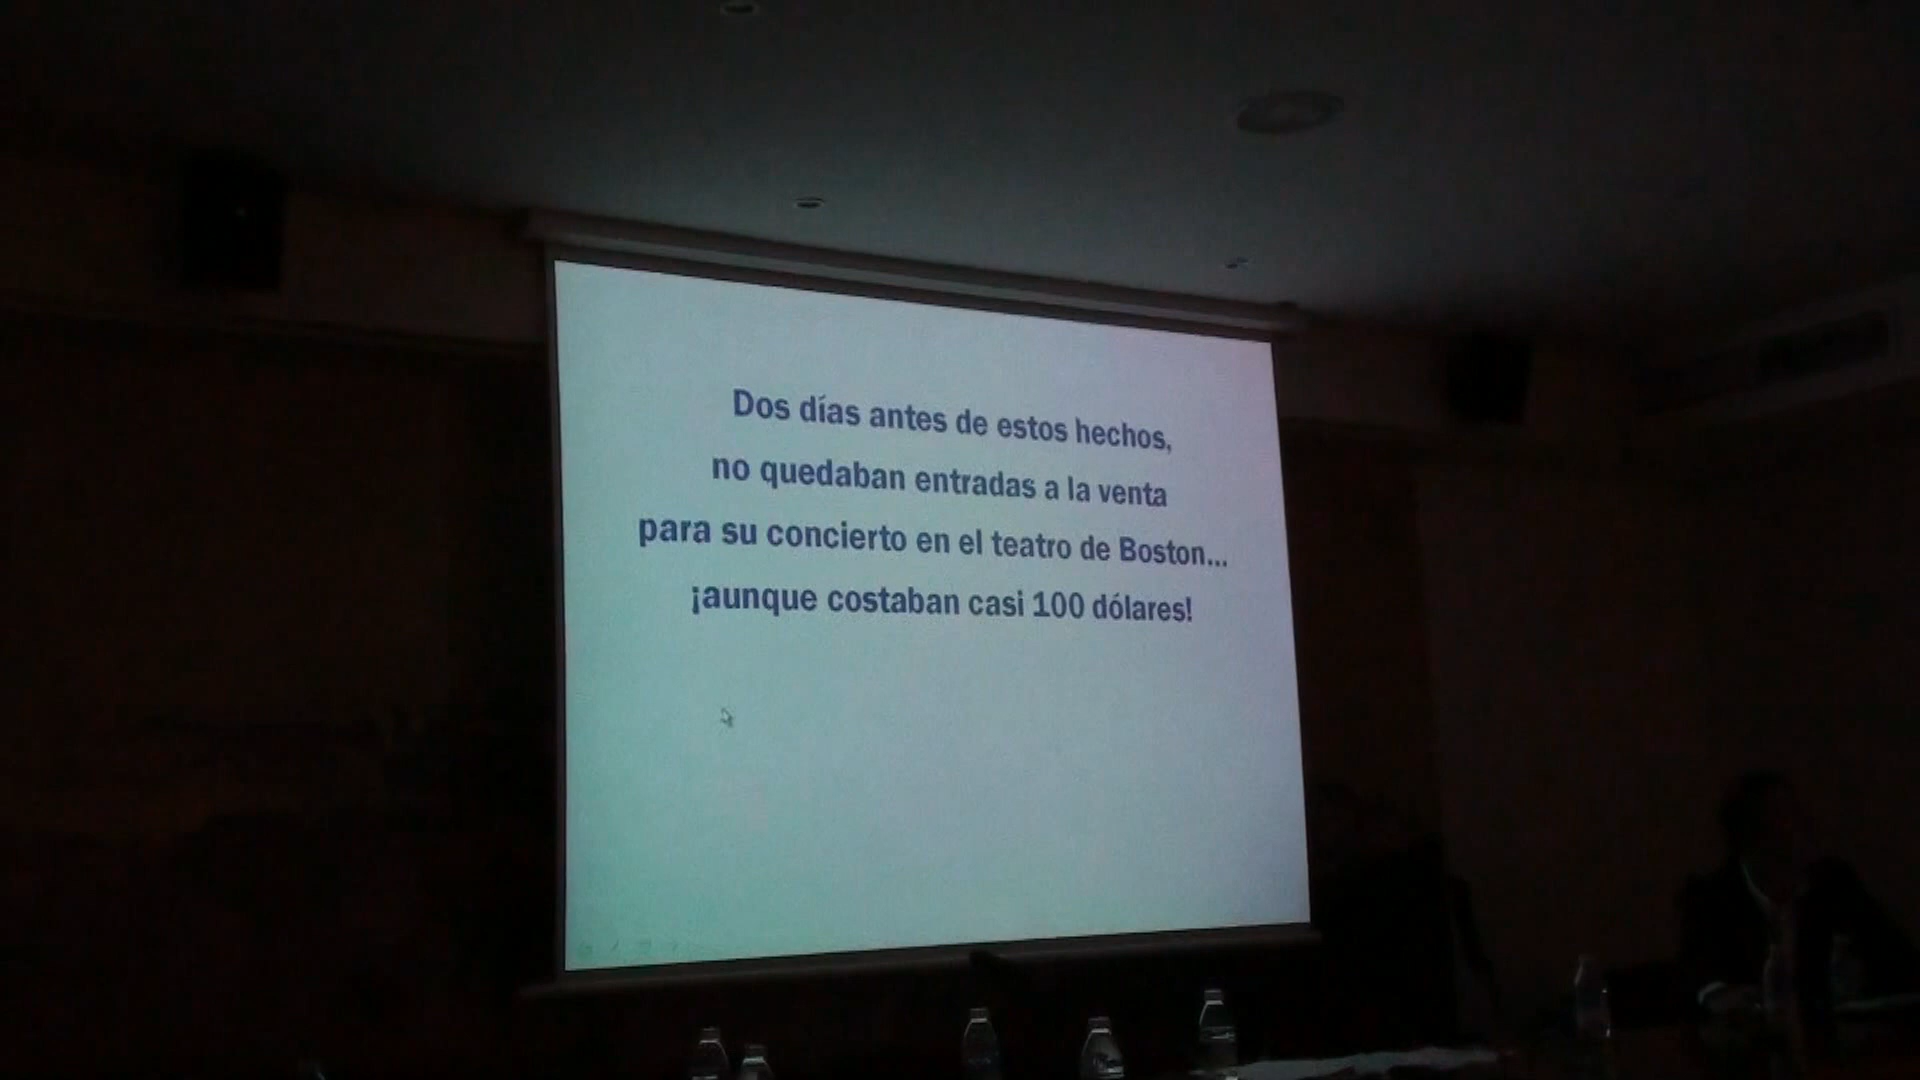 Dos días antes de estos hechos,
no quedaban entradas a la venta
para su concierto en el teatro de Boston...
¡aunque costaban casi 100 dólares!